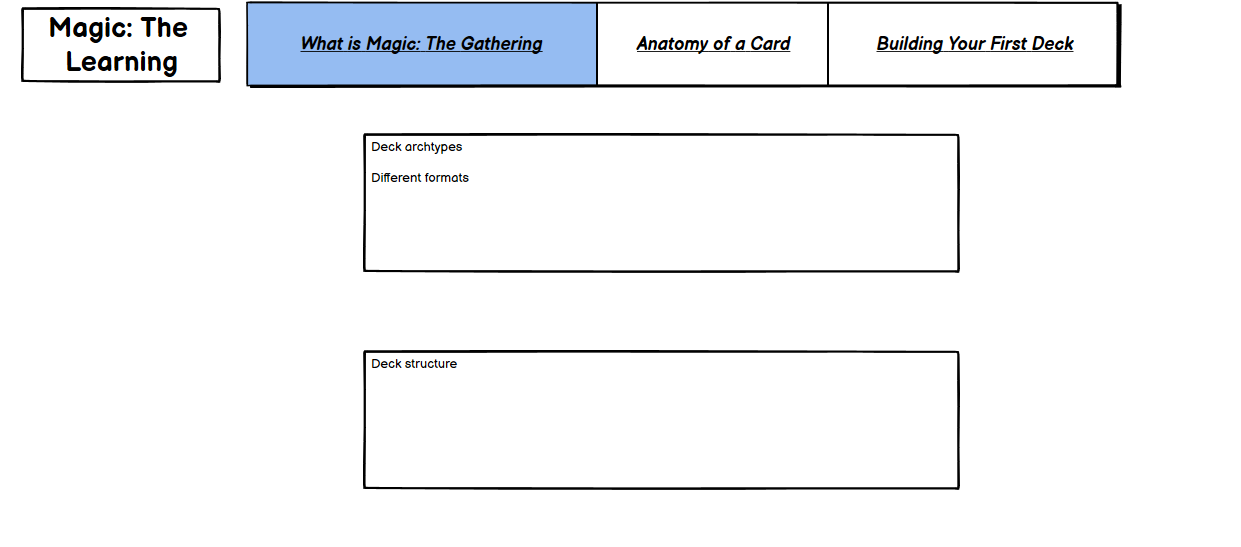 Magic: The
Learning
What is Magic: The Gathering
Anatomy of a Card
Building Your First Deck
Deck archtypes
Different formats
Deck structure